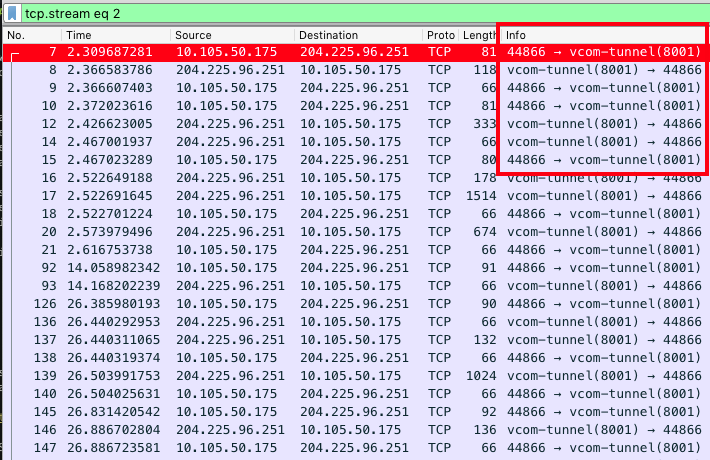 tcp.stream eq 2
No. Time Source Destination Proto Length Info
7 2.309687281 10.105.50.175 204.225.96.251 TCP 81 44866 → vcom-tunnel(8001)
8 2.366583786 204.225.96.251 10.105.50.175 TCP 118 vcom-tunnel(8001) → 44866
9 2.366607403 10.105.50.175 204.225.96.251 TCP 66 44866 → vcom-tunnel(8001)
10 2.372023616 10.105.50.175 204.225.96.251 TCP 81 44866 → vcom-tunnel(8001)
12 2.426623005 204.225.96.251 10.105.50.175 TCP 333 vcom-tunnel(8001) → 44866
14 2.467001937 204.225.96.251 10.105.50.175 TCP 66 vcom-tunnel(8001) → 44866
15 2.467023289 10.105.50.175 204.225.96.251 TCP 80 44866 → vcom-tunnel(8001)
16 2.522649188 204.225.96.251 10.105.50.175 TCP 178 vcom-tunnel(8001) → 44866
17 2.522691645 204.225.96.251 10.105.50.175 TCP 1514 vcom-tunnel(8001) → 44866
18 2.522701224 10.105.50.175 204.225.96.251 TCP 66 44866 → vcom-tunnel(8001)
20 2.573979496 204.225.96.251 10.105.50.175 TCP 674 vcom-tunnel(8001) → 44866
21 2.616753738 10.105.50.175 204.225.96.251 TCP 66 44866 → vcom-tunnel(8001)
92 14.058982342 10.105.50.175 204.225.96.251 TCP 91 44866 → vcom-tunnel(8001)
93 14.168202239 204.225.96.251 10.105.50.175 TCP 66 vcom-tunnel(8001) → 44866
126 26.385980193 10.105.50.175 204.225.96.251 TCP 90 44866 → vcom-tunnel(8001)
136 26.440292953 204.225.96.251 10.105.50.175 TCP 66 vcom-tunnel(8001) → 44866
137 26.440311065 204.225.96.251 10.105.50.175 TCP 132 vcom-tunnel(8001) → 44866
138 26.440319374 10.105.50.175 204.225.96.251 TCP 66 44866 → vcom-tunnel(8001)
139 26.503991753 204.225.96.251 10.105.50.175 TCP 1024 vcom-tunnel(8001) → 44866
140 26.504025631 10.105.50.175 204.225.96.251 TCP 66 44866 → vcom-tunnel(8001)
145 26.831420542 10.105.50.175 204.225.96.251 TCP 92 44866 → vcom-tunnel(8001)
146 26.886702804 204.225.96.251 10.105.50.175 TCP 136 vcom-tunnel(8001) → 44866
147 26.886723581 10.105.50.175 204.225.96.251 TCP 66 44866 → vcom-tunnel(8001)